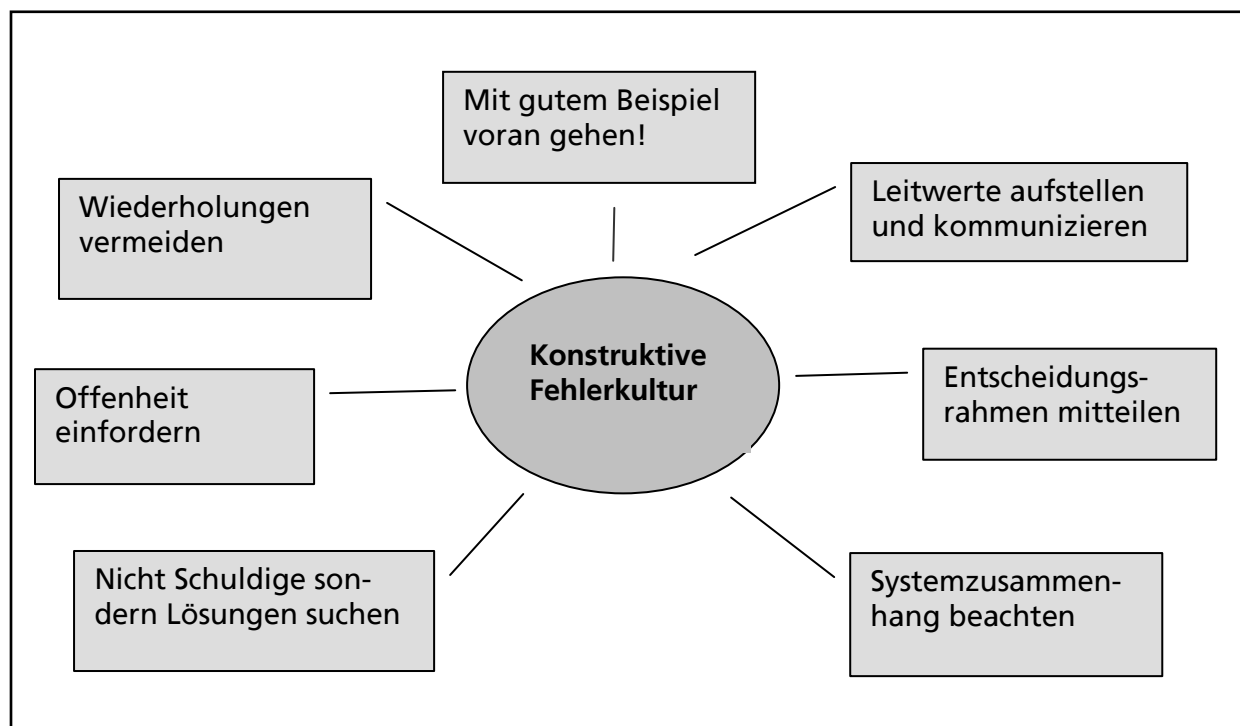 Mit gutem Beispiel
voran gehen!
Leitwerte aufstellen
und kommunizieren
Wiederholungen
vermeiden
Konstruktive
Fehlerkultur
Entscheidungs-
rahmen mitteilen
Offenheit
einfordern
Nicht Schuldige son-
dern Lösungen suchen
Systemzusammen-
hang beachten